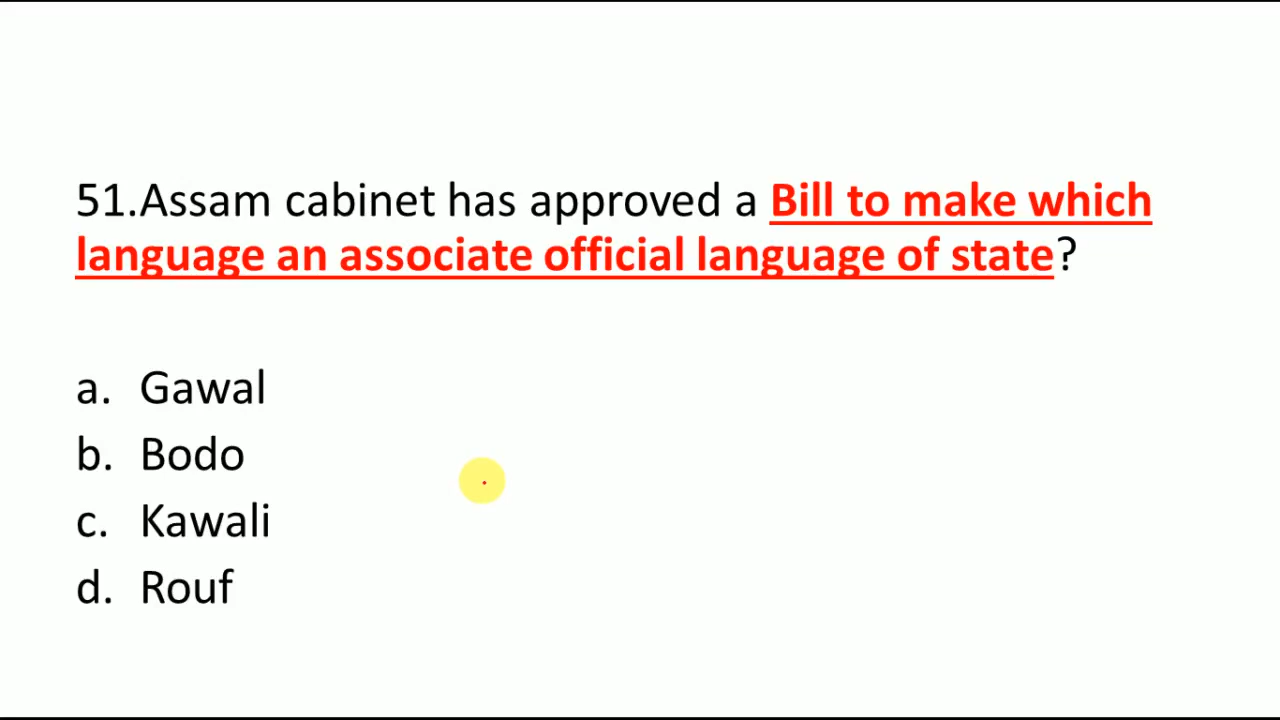 51.Assam cabinet has approved a Bill to make which
language an associate official language of state?
a. Gawal
b. Bodo
c. Kawali
d. Rouf